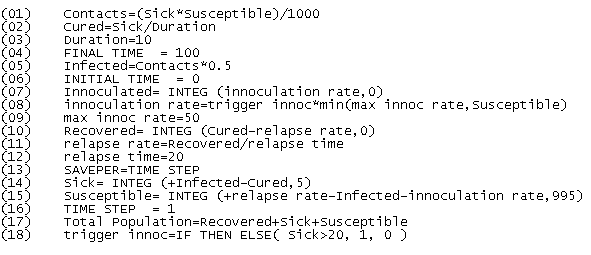 (01) Contacts=(Sick*Susceptible)/1000
(02) Cured=Sick/Duration
(03) Duration=10
(04) FINAL TIME = 100
(05) Infected=Contacts*0.5
(06) INITIAL TIME = 0
(07) Innoculated= INTEG (innoculation rate,0)
(08) innoculation rate=trigger innoc*min(max innoc rate,Susceptible)
(09) max innoc rate=50
(10) Recovered= INTEG (Cured-relapse rate,0)
(11) relapse rate=Recovered/relapse time
(12) relapse time=20
(13) SAVEPER=TIME STEP
(14) Sick= INTEG (+Infected-Cured,5)
(15) Susceptible= INTEG (+relapse rate-Infected-innoculation rate,995)
(16) TIME STEP = 1
(17) Total Population=Recovered+Sick+Susceptible
(18) trigger innoc=IF THEN ELSE( Sick>20, 1, 0 )